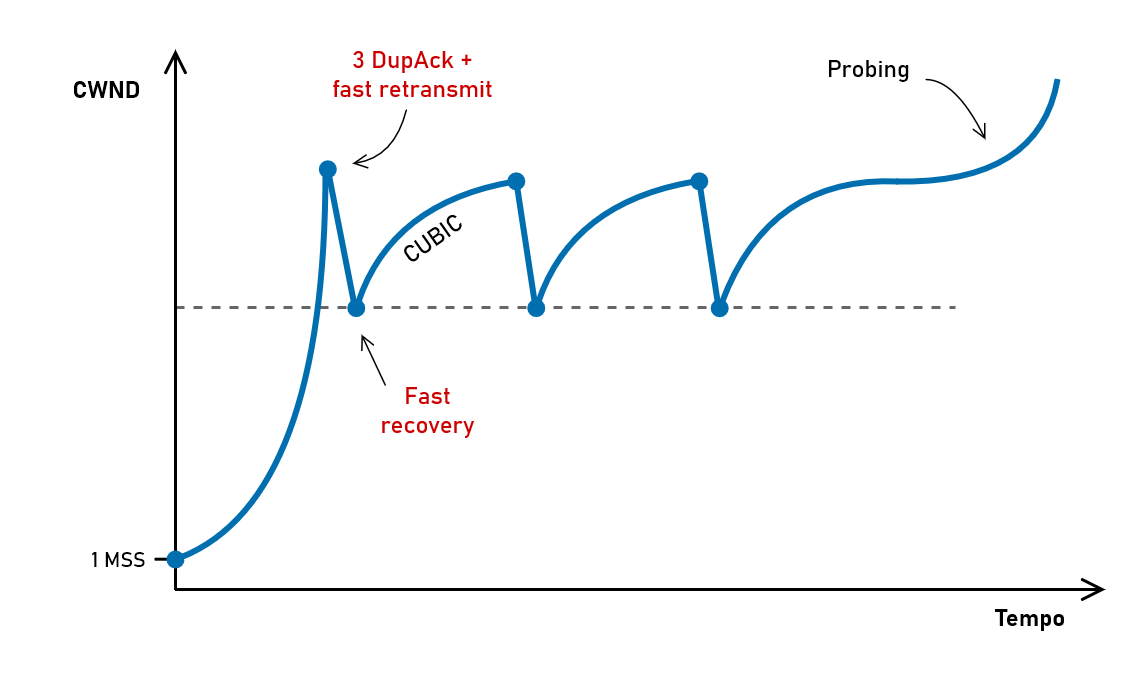 CWND
3 DupAck +
fast retransmit
Probing
CUBIC
Fast
recovery
1 MSS
Tempo